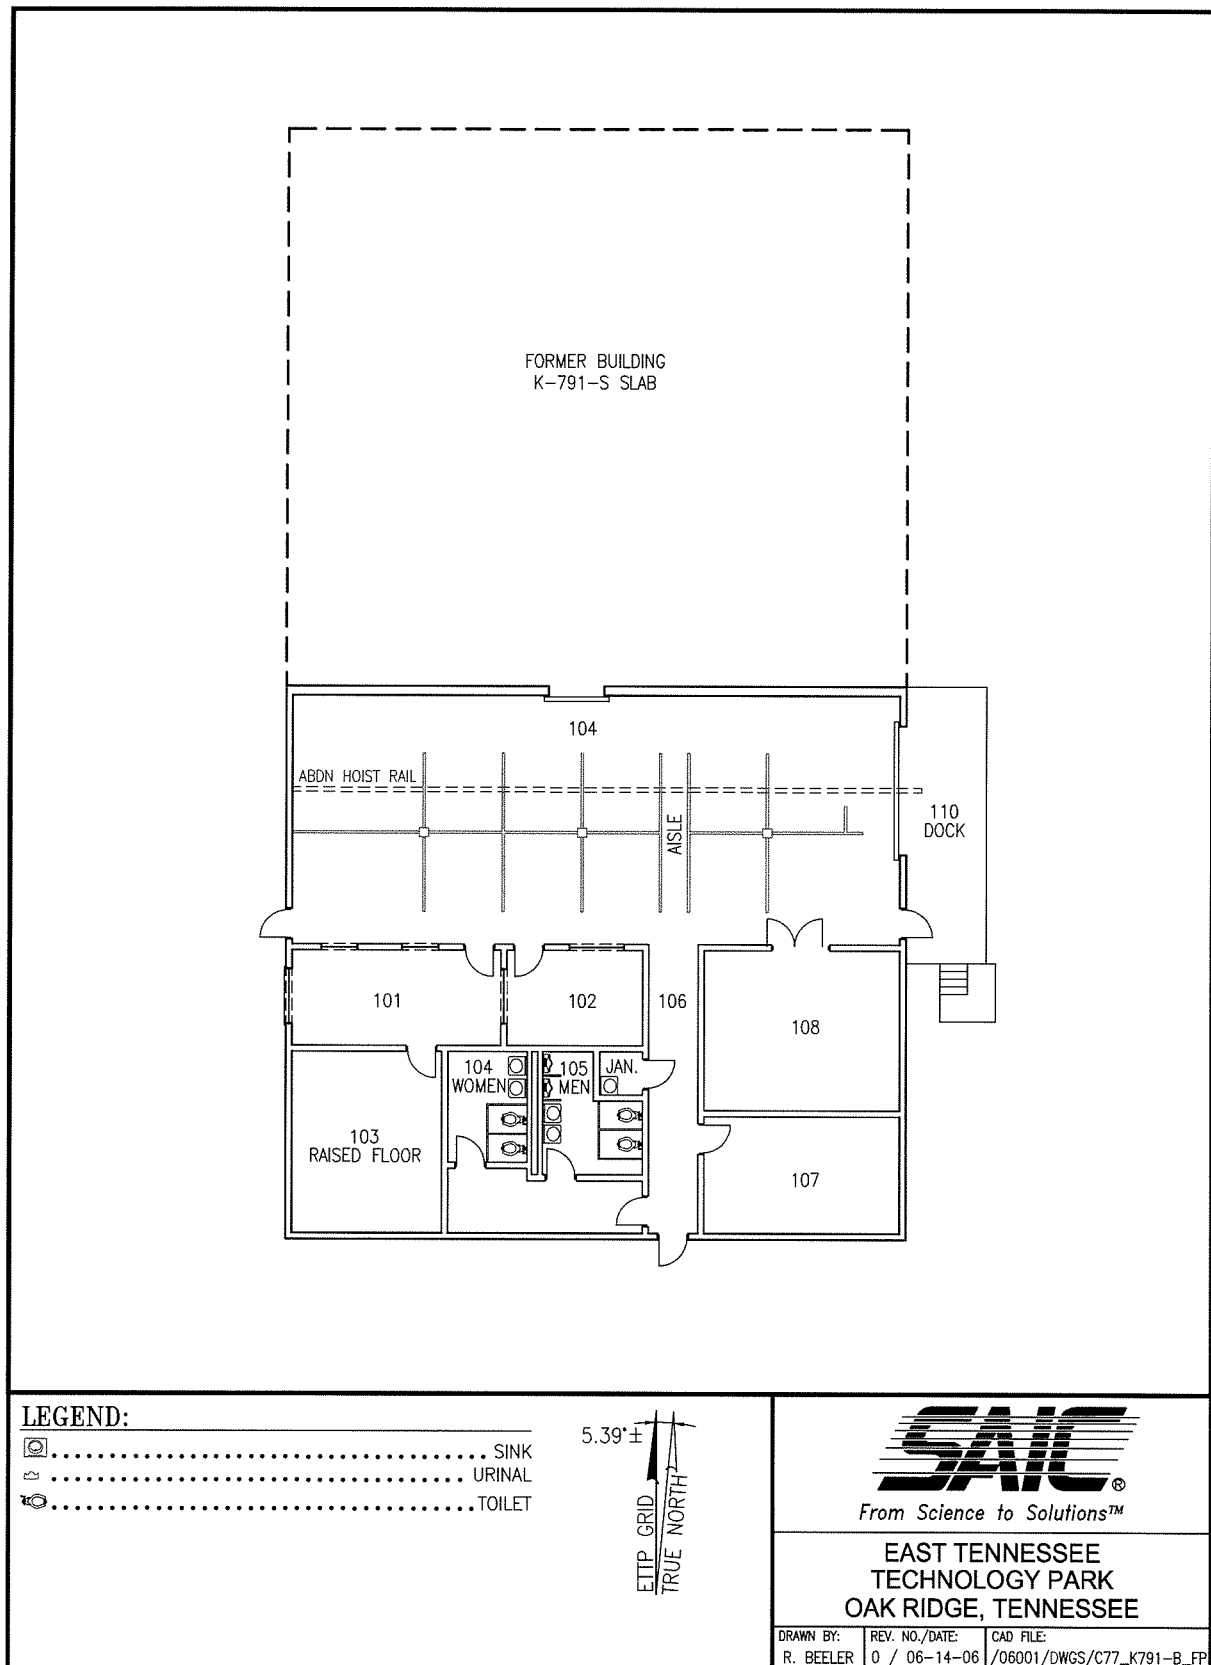 FORMER BUILDING
K-791-S SLAB
104
ABDN HOIST RAIL
AISLE
110
DOCK
101
102
106
108
104
WOMEN
105
MEN
JAN.
103
RAISED FLOOR
107
LEGEND:
SINK
URINAL
TOILET
5.39°±
ETTP GRID
TRUE NORTH
SAIC®
From Science to Solutions™
EAST TENNESSEE
TECHNOLOGY PARK
OAK RIDGE, TENNESSEE
DRAWN BY:
R. BEELER
REV. NO./DATE:
0 / 06-14-06
CAD FILE:
/06001/DWGS/C77_K791-B_FP